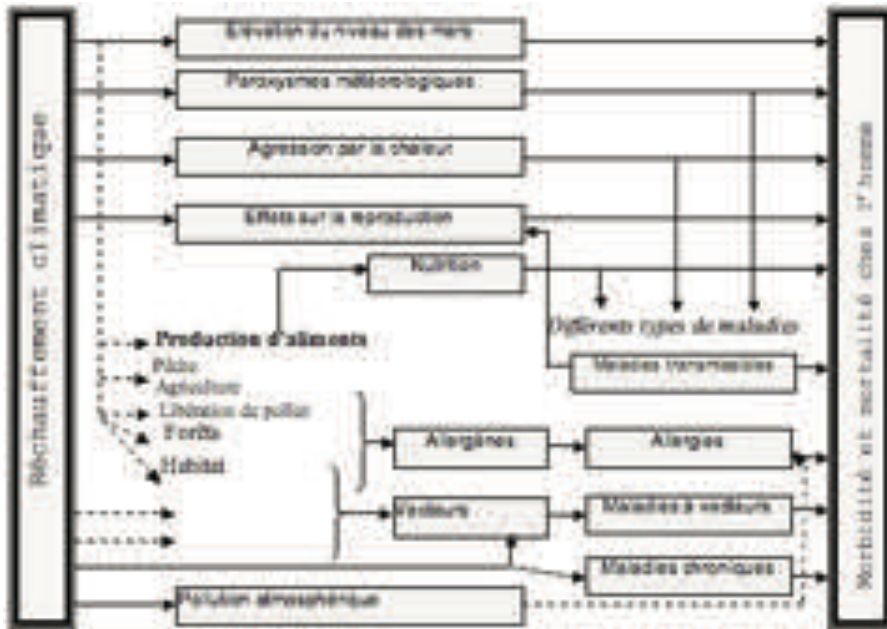 Réchauffement climatique
Elévation du niveau des mers
Paroxysmes météorologiques
Agression par la chaleur
Effets sur la reproduction
Nutrition
Différents types de maladies
Production d'aliments
Pêche
Agriculture
Libération de pollen
Forêts
Habitat
Maladies transmissibles
Allergènes
Allergies
Vecteurs
Maladies à vecteurs
Maladies chroniques
Pollution atmosphérique
Morbidité et mortalité chez l'homme